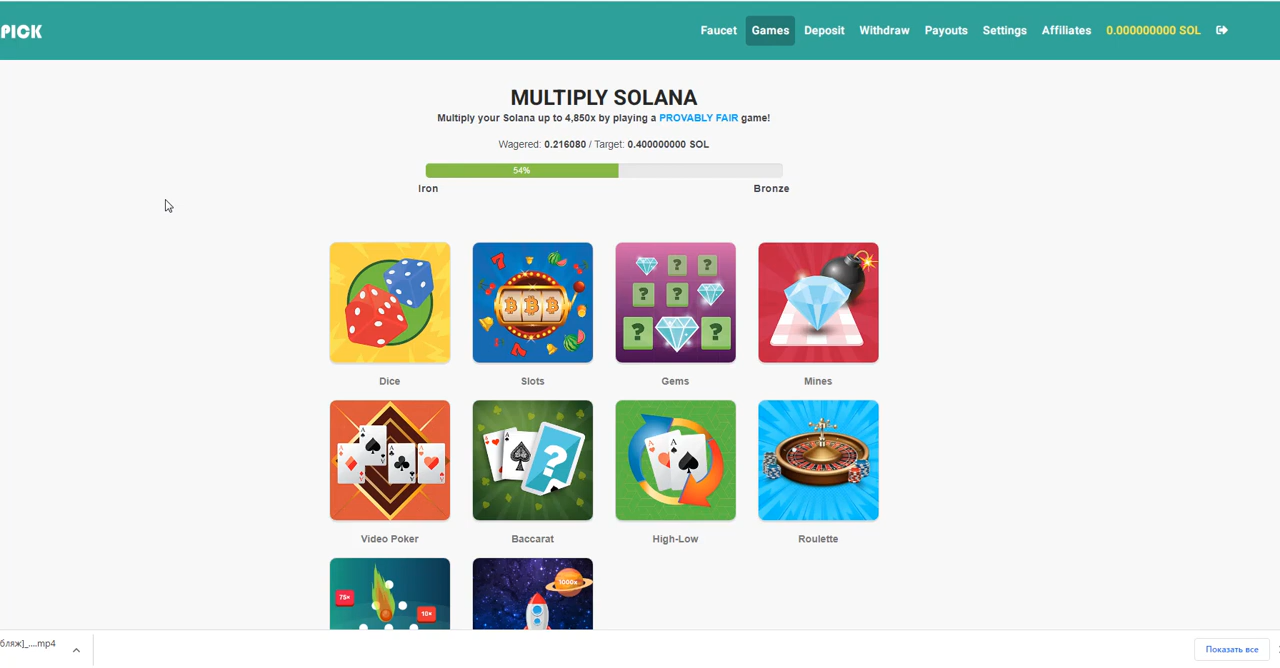 PICK
Faucet Games Deposit Withdraw Payouts Settings Affiliates 0.000000000 SOL
MULTIPLY SOLANA
Multiply your Solana up to 4,850x by playing a PROVABLY FAIR game!
Wagered: 0.216080 / Target: 0.400000000 SOL
54%
Iron Bronze
Dice Slots Gems Mines
Video Poker Baccarat High-Low Roulette
75x 10x 1000x
бляж]_....mp4
Показать все